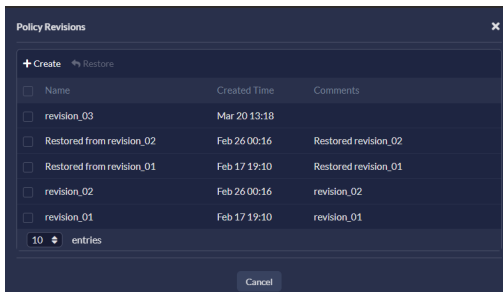 Policy Revisions ×
+ Create Restore
Name Created Time Comments
revision_03 Mar 20 13:18
Restored from revision_02 Feb 26 00:16 Restored revision_02
Restored from revision_01 Feb 17 19:10 Restored revision_01
revision_02 Feb 26 00:16 revision_02
revision_01 Feb 17 19:10 revision_01
10 entries
Cancel